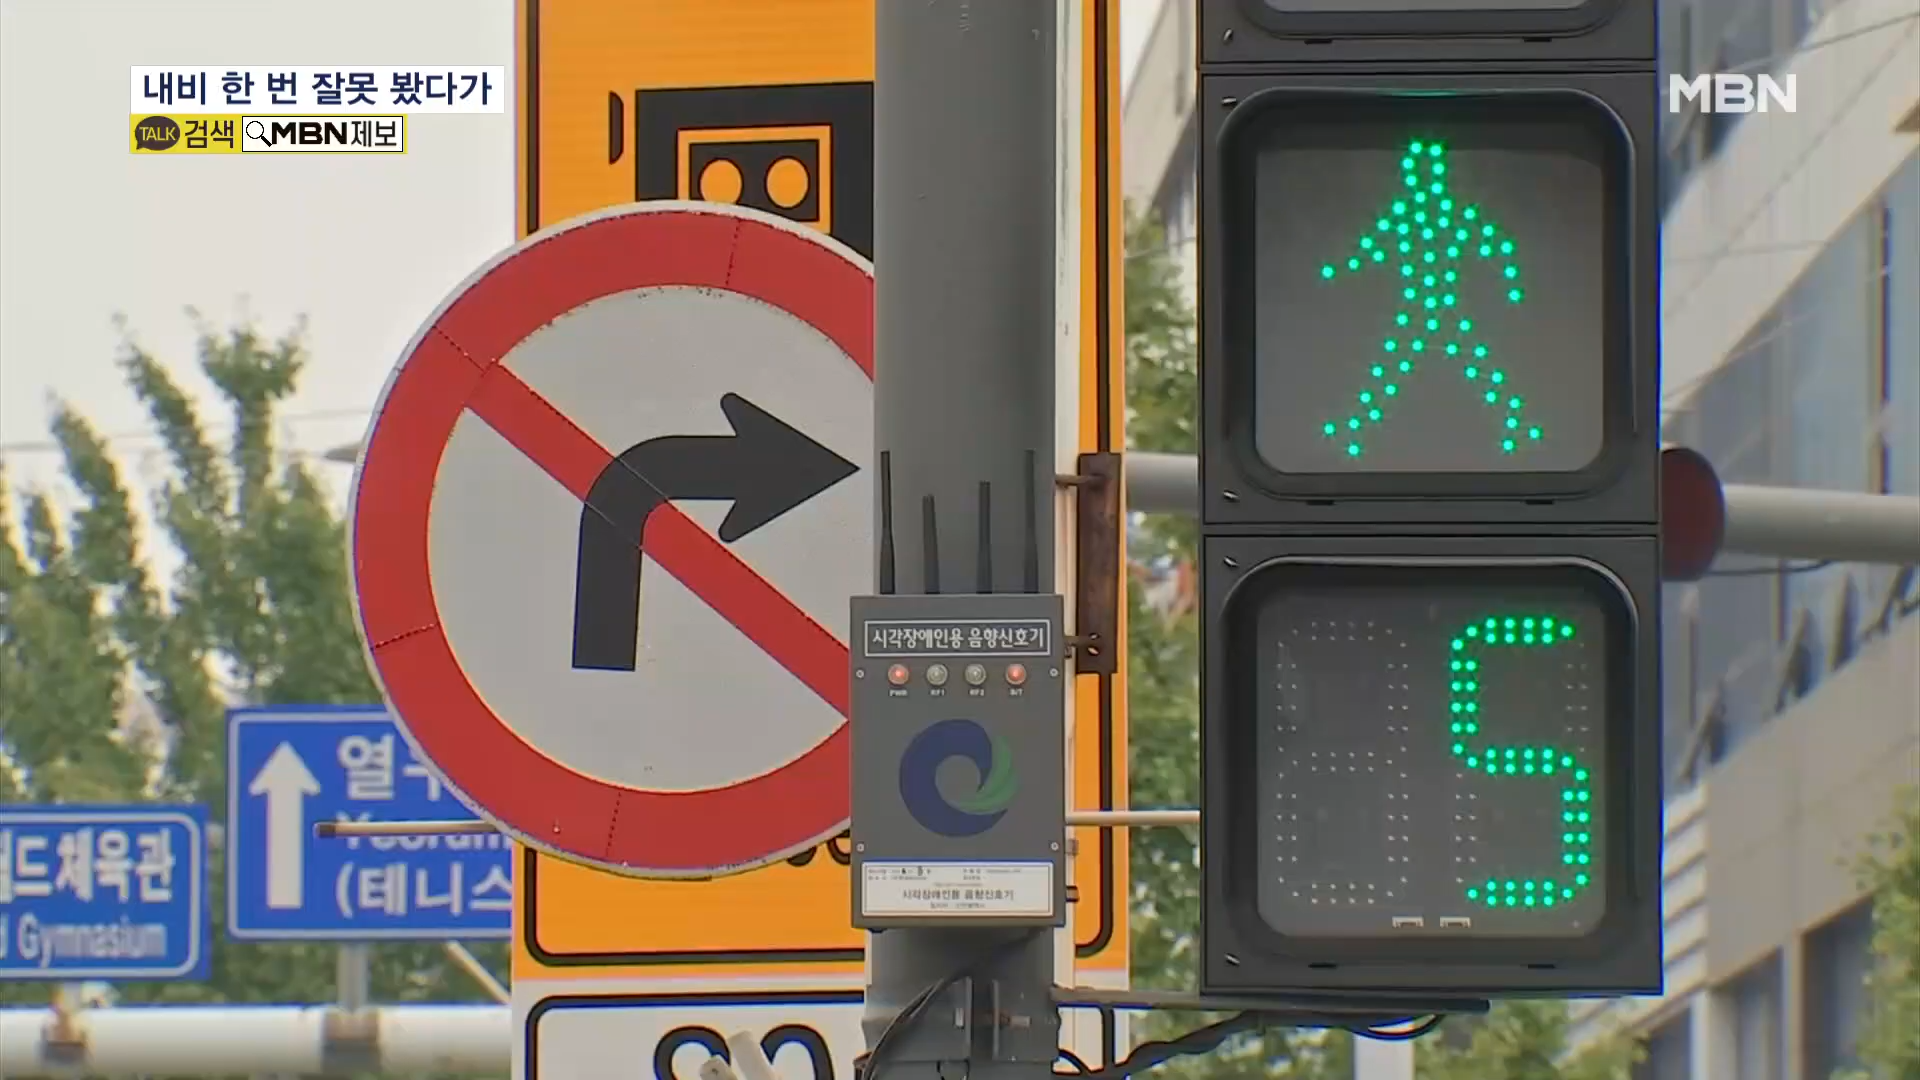 내비 한 번 잘못 봤다가
TALK 검색 MBN제보
MBN
시각장애인용 음향신호기
PWR RF1 RF2 B/T
5
열우
(테니스
드체육관
Gymnasium
시각장애인용 음향신호기